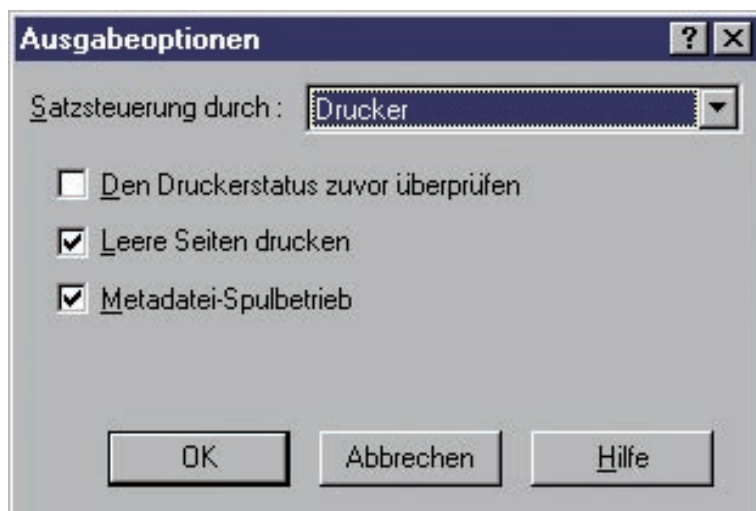 Ausgabeoptionen
Satzsteuerung durch : Drucker
Den Druckerstatus zuvor überprüfen
Leere Seiten drucken
Metadatei-Spulbetrieb
OK Abbrechen Hilfe